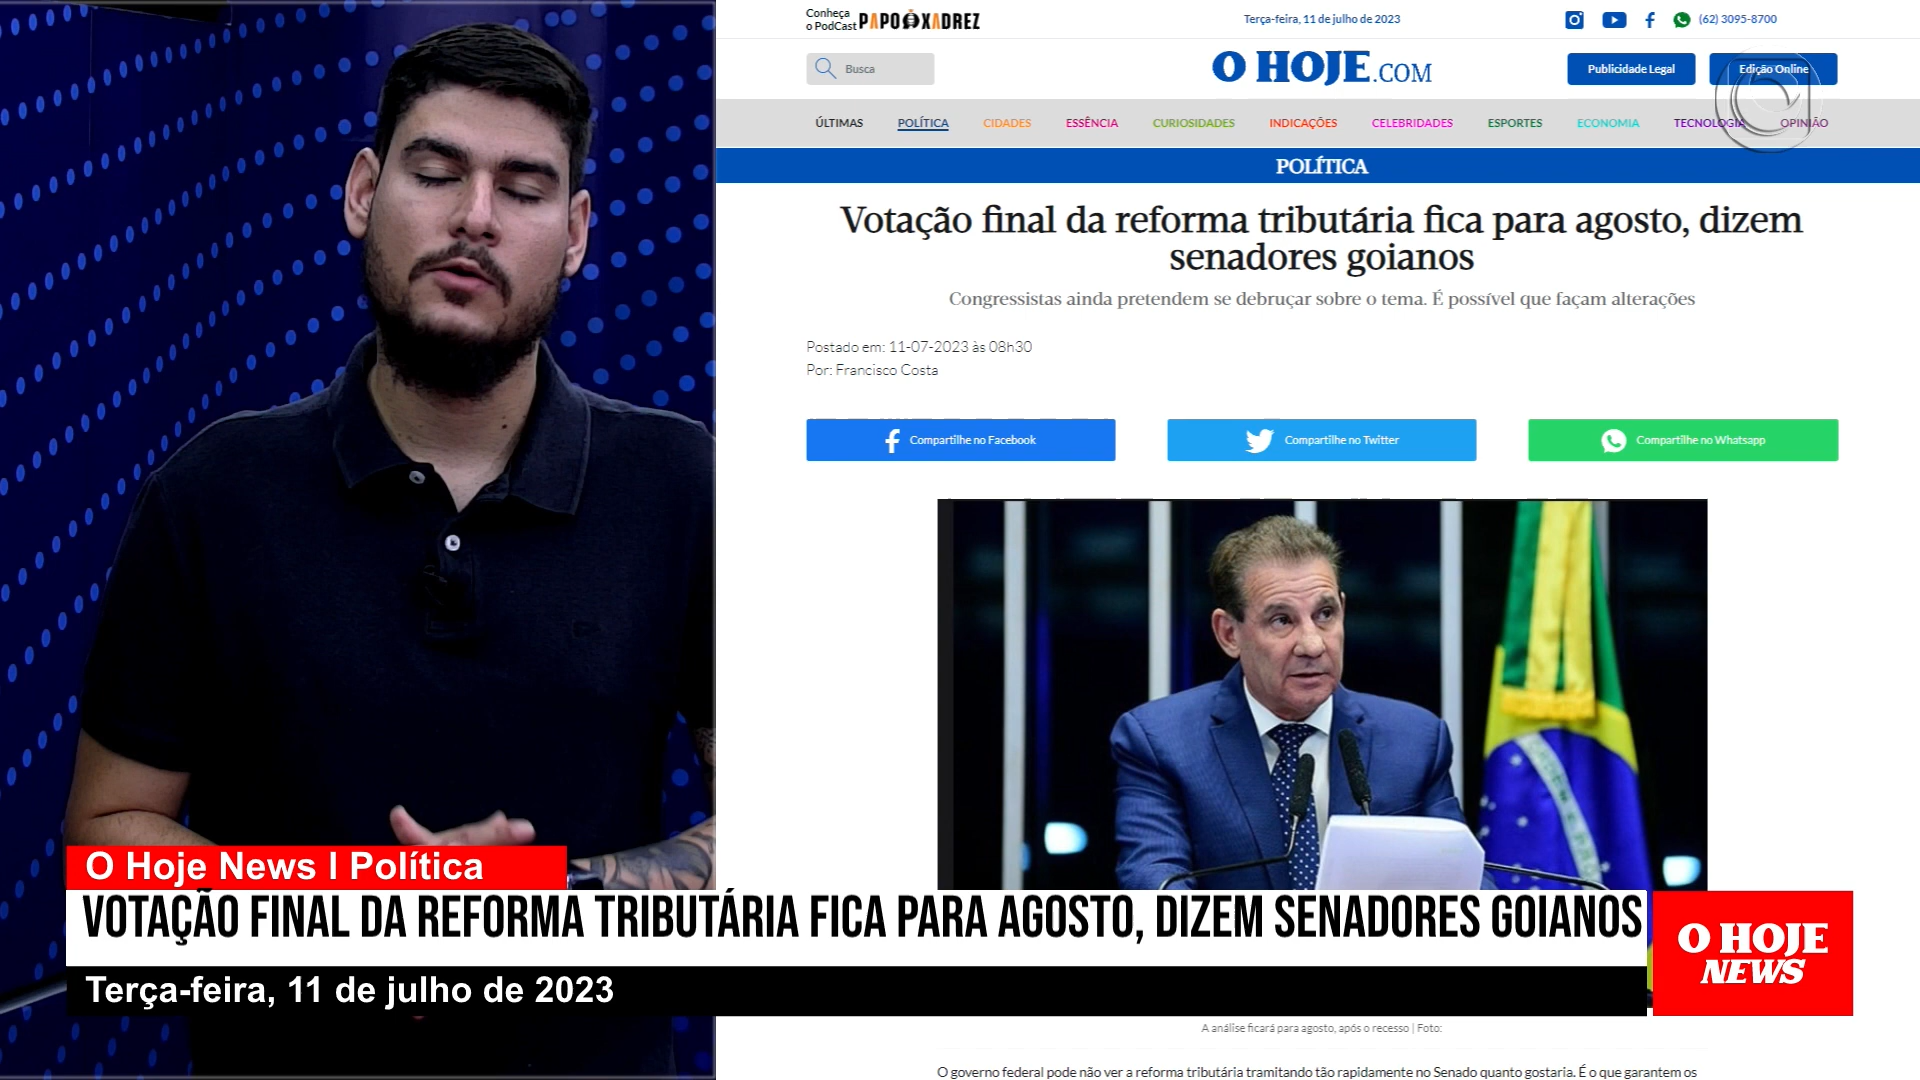 Conheça
o PodCast PAPO XADREZ
Terça-feira, 11 de julho de 2023
(62) 3095-8700
Busca
O HOJE.COM
Publicidade Legal
Edição Online
ÚLTIMAS POLÍTICA CIDADES ESSÊNCIA CURIOSIDADES INDICAÇÕES CELEBRIDADES ESPORTES ECONOMIA TECNOLOGIA OPINIÃO
POLÍTICA
Votação final da reforma tributária fica para agosto, dizem
senadores goianos
Congressistas ainda pretendem se debruçar sobre o tema. É possível que façam alterações
Postado em: 11-07-2023 às 08h30
Por: Francisco Costa
Compartilhe no Facebook
Compartilhe no Twitter
Compartilhe no Whatsapp
O Hoje News I Política
VOTAÇÃO FINAL DA REFORMA TRIBUTÁRIA FICA PARA AGOSTO, DIZEM SENADORES GOIANOS
Terça-feira, 11 de julho de 2023
O HOJE
NEWS
A análise ficará para agosto, após o recesso | Foto:
O governo federal pode não ver a reforma tributária tramitando tão rapidamente no Senado quanto gostaria. É o que garantem os